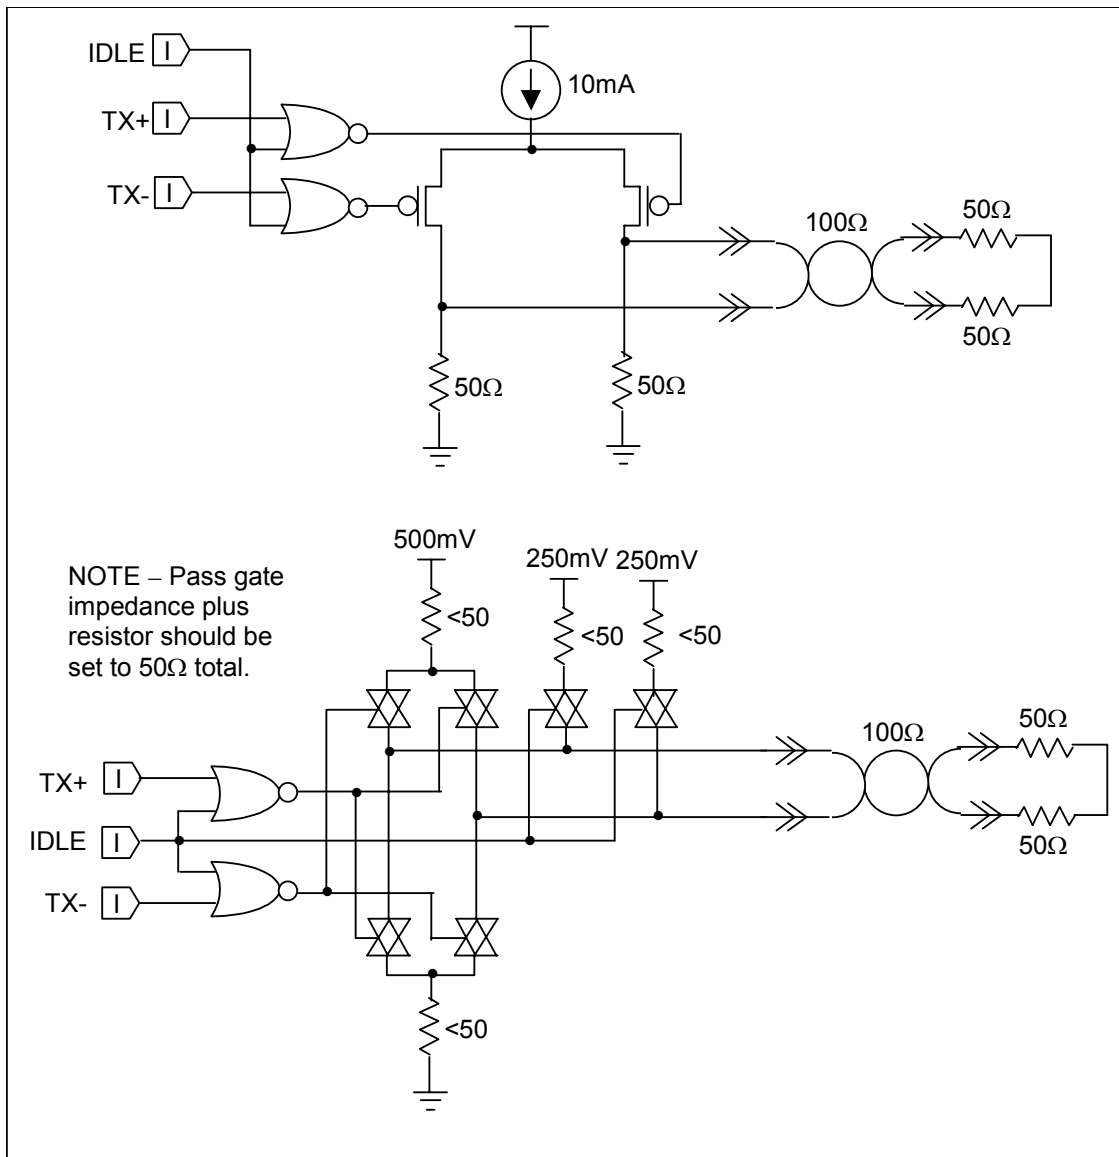 IDLE I
10mA
TX+ I
TX- I
50Ω
100Ω
50Ω
50Ω 50Ω
500mV
250mV 250mV
NOTE – Pass gate
impedance plus
resistor should be
set to 50Ω total.
<50
<50 <50
50Ω
100Ω
TX+ I
IDLE I
50Ω
TX- I
<50